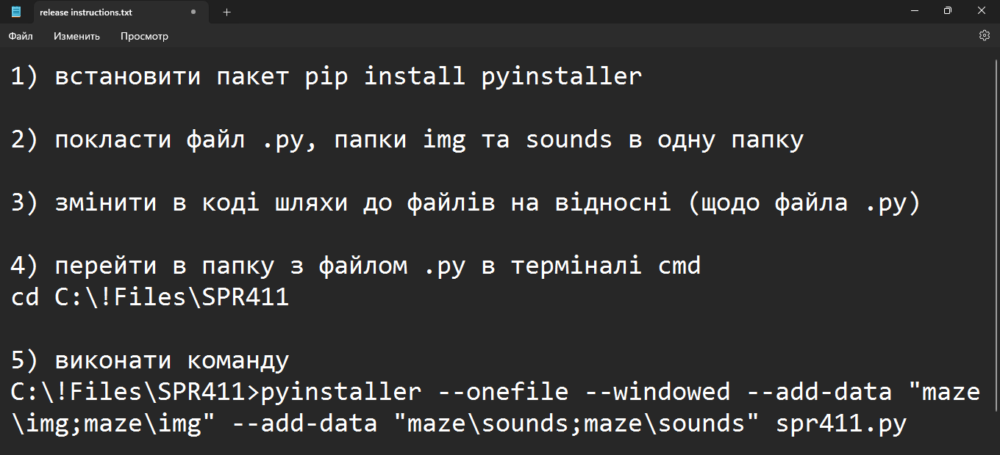 release instructions.txt
Файл Изменить Просмотр
1) встановити пакет pip install pyinstaller
2) покласти файл .py, папки img та sounds в одну папку
3) змінити в коді шляхи до файлів на відносні (щодо файла .py)
4) перейти в папку з файлом .py в терміналі cmd
cd C:\!Files\SPR411
5) виконати команду
C:\!Files\SPR411>pyinstaller --onefile --windowed --add-data "maze
\img;maze\img" --add-data "maze\sounds;maze\sounds" spr411.py